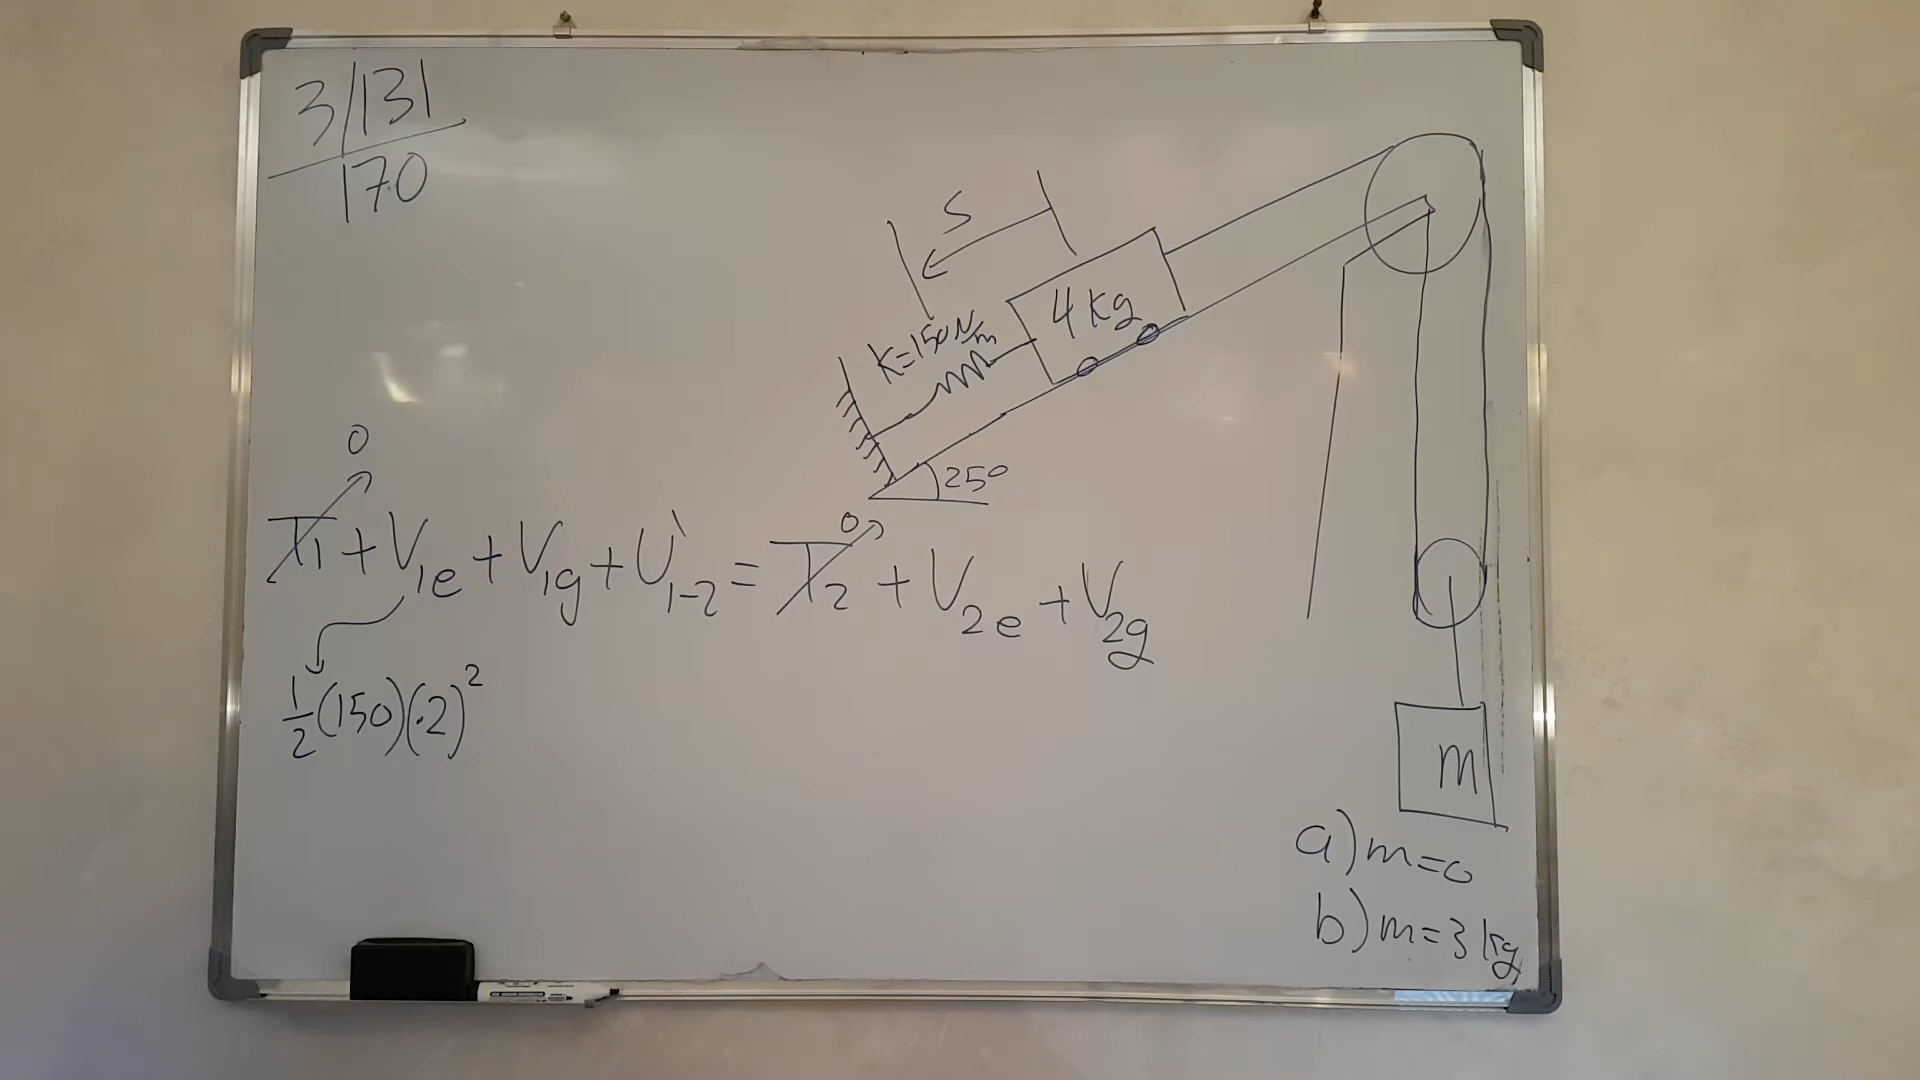 3/131
170
S
K=150 N/m
4 Kg
25°
0
0
T1 + V1e + V1g + U'1-2 = T2 + V2e + V2g
1/2 (150)(.2)²
m
a) m=0
b) m=3 kg